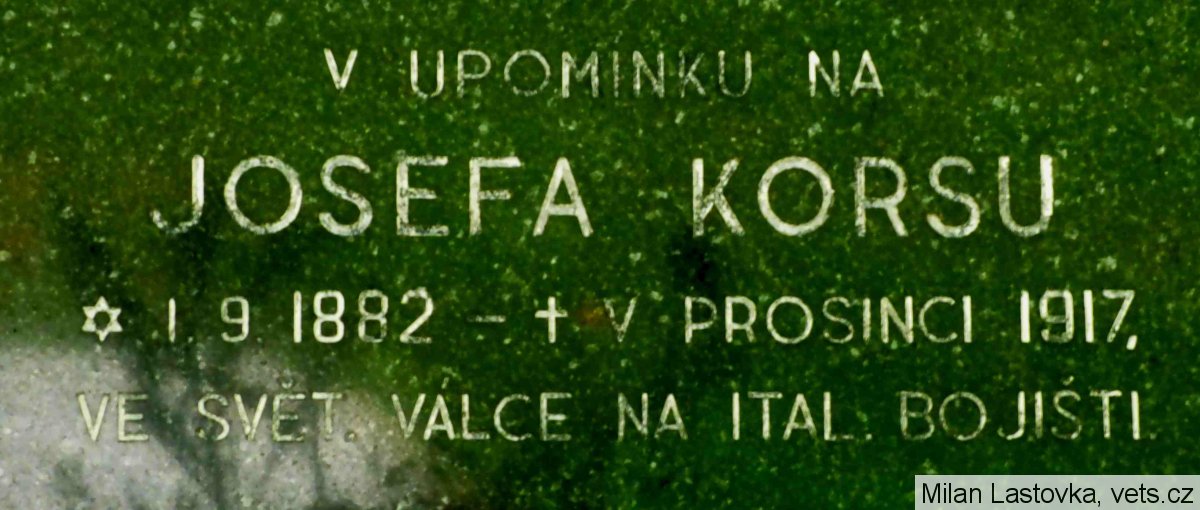 V UPOMINKU NA
JOSEFA KORSU
✡ 1. 9. 1882 – † V PROSINCI 1917,
VE SVĚT. VÁLCE NA ITAL. BOJIŠTI.
Milan Lastovka, vets.cz